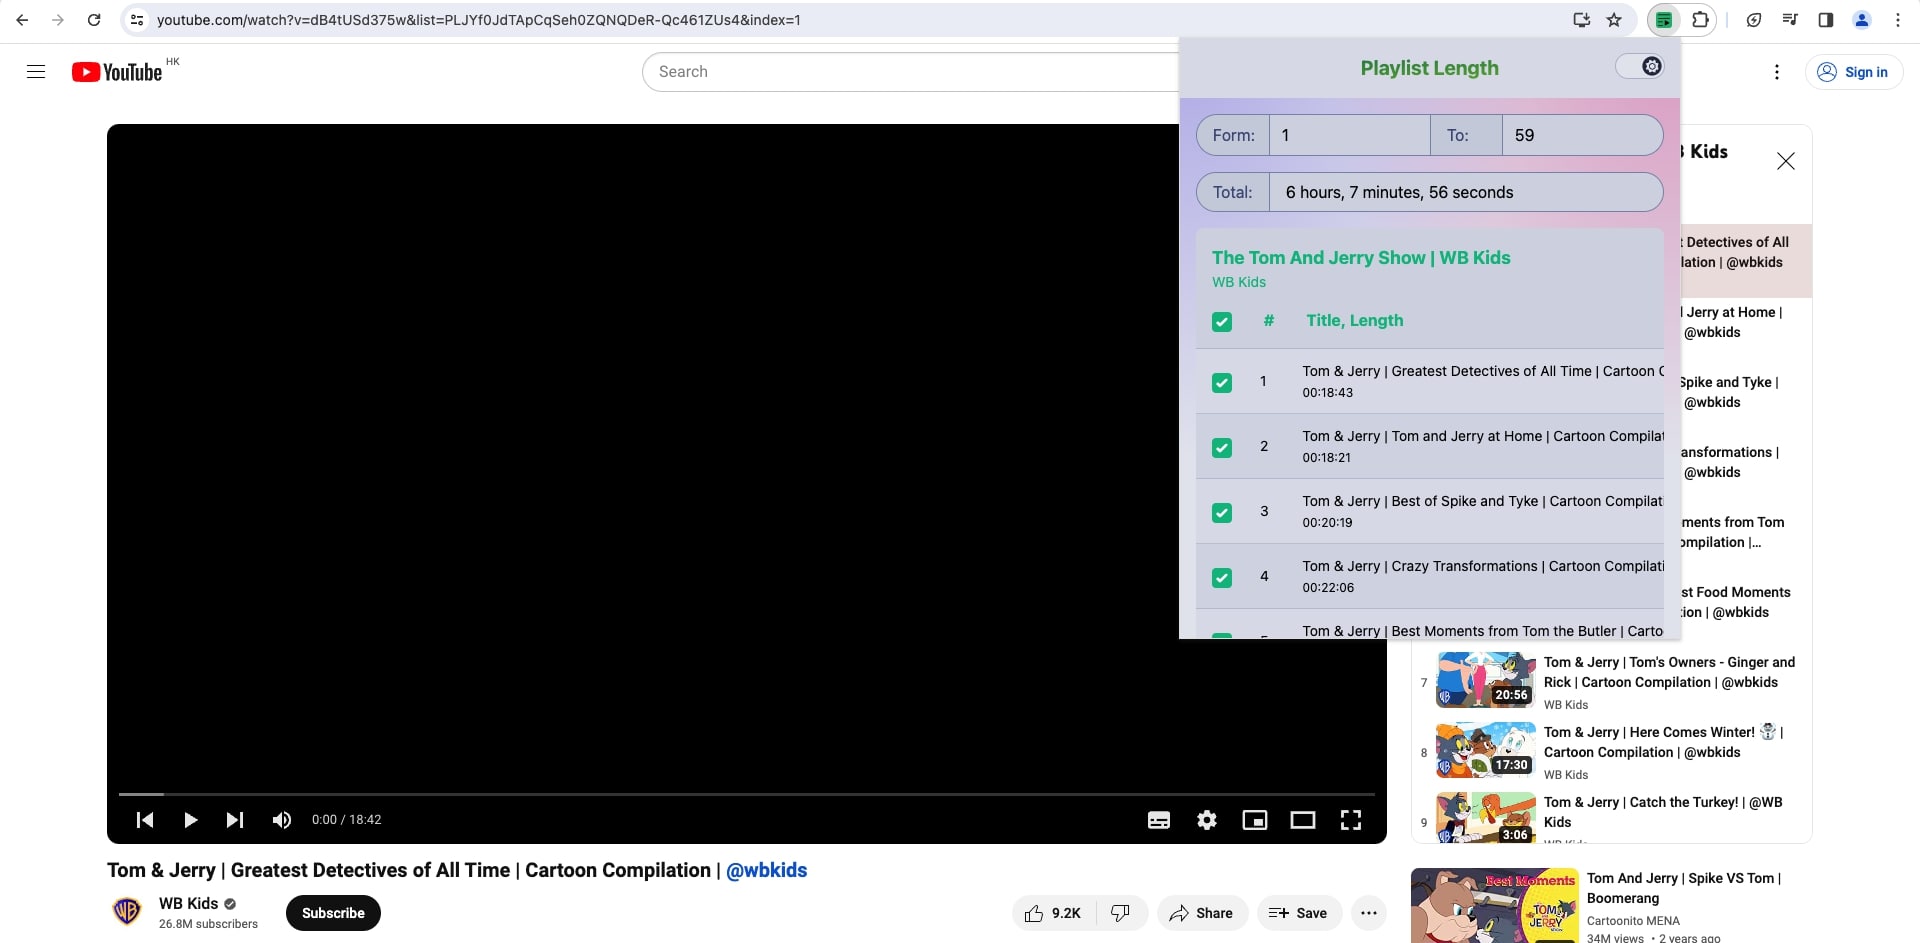 youtube.com/watch?v=dB4tUSd375w&list=PLJYf0JdTApCqSeh0ZQNQDeR-Qc461ZUs4&index=1
YouTube HK
Search
Sign in
Playlist Length
Form: 1 To: 59
Total: 6 hours, 7 minutes, 56 seconds
The Tom And Jerry Show | WB Kids
WB Kids
# Title, Length
1 Tom & Jerry | Greatest Detectives of All Time | Cartoon C
00:18:43
2 Tom & Jerry | Tom and Jerry at Home | Cartoon Compilat
00:18:21
3 Tom & Jerry | Best of Spike and Tyke | Cartoon Compilati
00:20:19
4 Tom & Jerry | Crazy Transformations | Cartoon Compilati
00:22:06
Tom & Jerry | Best Moments from Tom the Butler | Carto
Kids
Detectives of All
lation | @wbkids
Jerry at Home |
@wbkids
Spike and Tyke |
@wbkids
ansformations |
@wbkids
ments from Tom
ompilation |...
st Food Moments
tion | @wbkids
7
20:56
Tom & Jerry | Tom's Owners - Ginger and
Rick | Cartoon Compilation | @wbkids
WB Kids
8
17:30
Tom & Jerry | Here Comes Winter! ☃️ |
Cartoon Compilation | @wbkids
WB Kids
9
3:06
Tom & Jerry | Catch the Turkey! | @WB
Kids
0:00 / 18:42
Tom & Jerry | Greatest Detectives of All Time | Cartoon Compilation | @wbkids
WB Kids
26.8M subscribers
Subscribe
9.2K
Share
Save
Best Moments
TOM AND JERRY
Tom And Jerry | Spike VS Tom |
Boomerang
Cartoonito MENA
34M views • 2 years ago